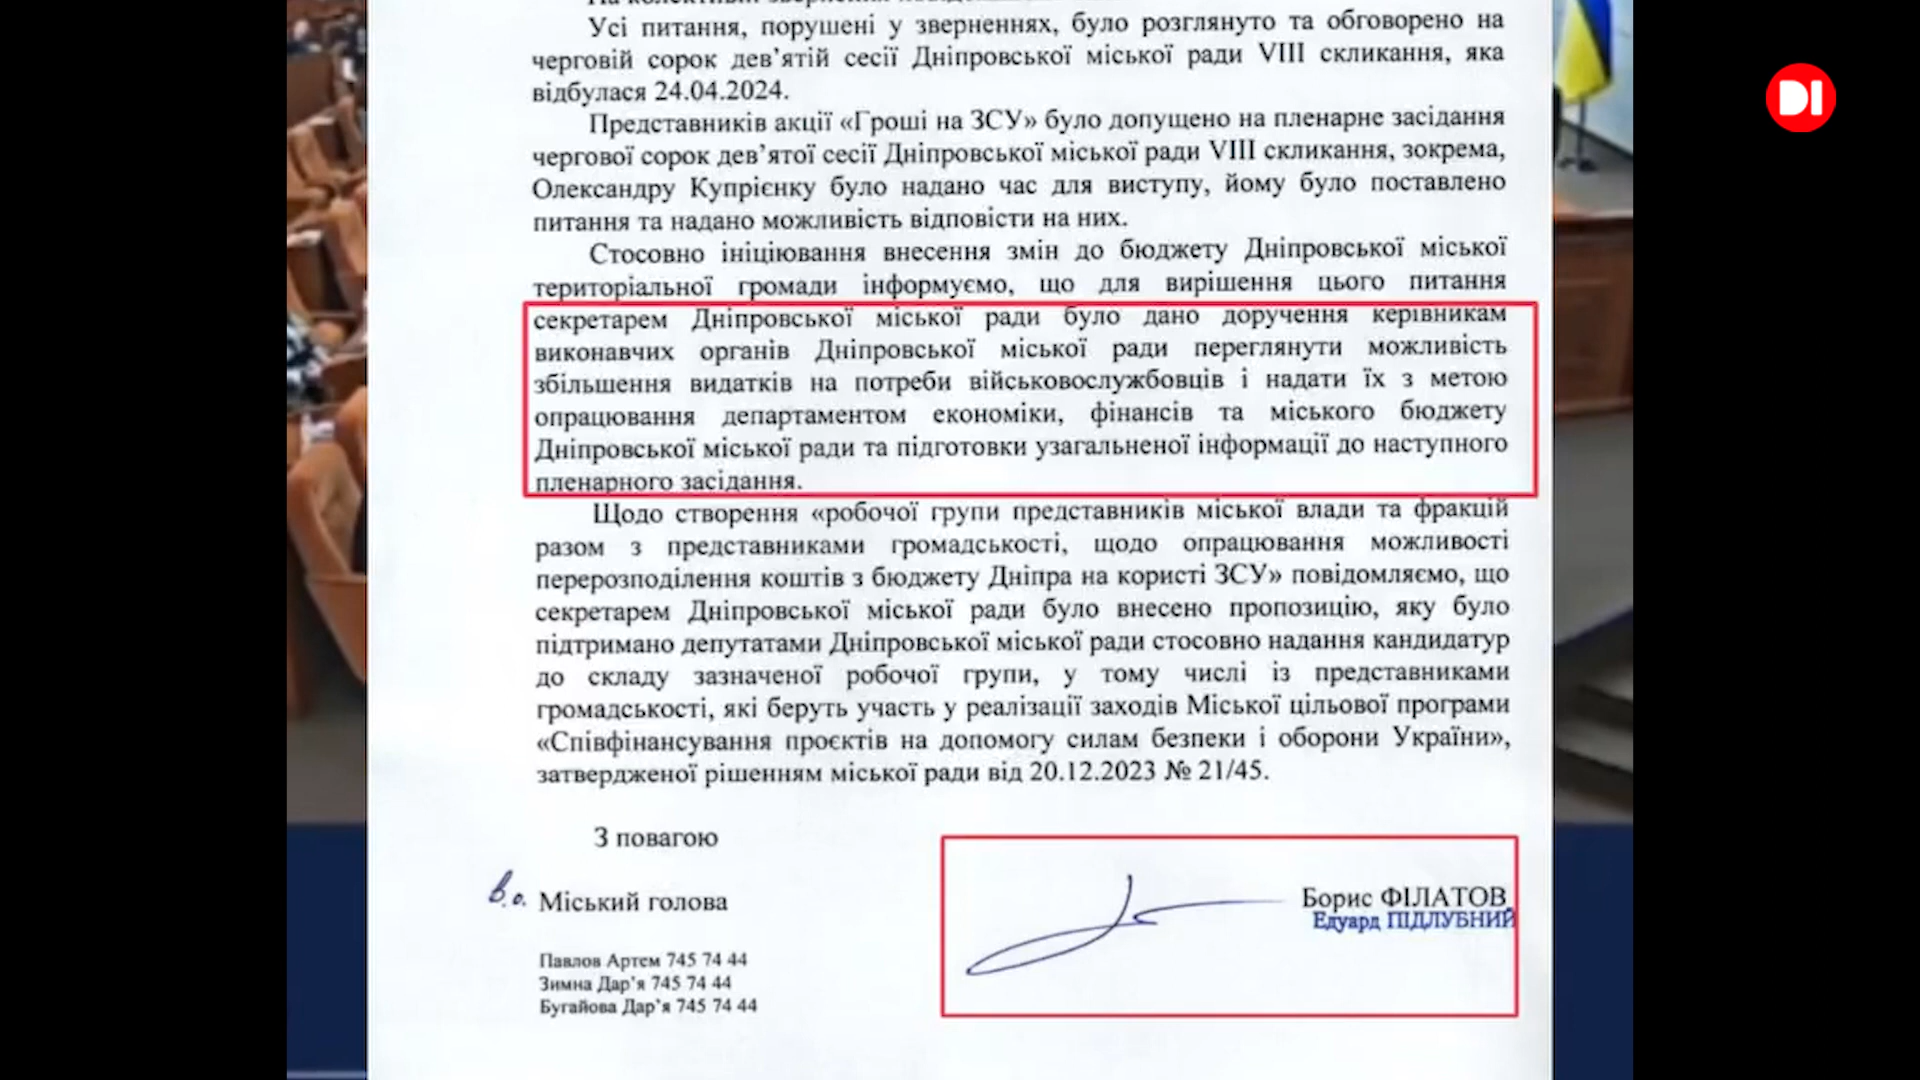 Усі питання, порушені у зверненнях, було розглянуто та обговорено на
черговій сорок дев’ятій сесії Дніпровської міської ради VIII скликання, яка
відбулася 24.04.2024.
Представників акції «Гроші на ЗСУ» було допущено на пленарне засідання
чергової сорок дев’ятої сесії Дніпровської міської ради VIII скликання, зокрема,
Олександру Купрієнку було надано час для виступу, йому було поставлено
питання та надано можливість відповісти на них.
Стосовно ініціювання внесення змін до бюджету Дніпровської міської
територіальної громади інформуємо, що для вирішення цього питання
секретарем Дніпровської міської ради було дано доручення керівникам
виконавчих органів Дніпровської міської ради переглянути можливість
збільшення видатків на потреби військовослужбовців і надати їх з метою
опрацювання департаментом економіки, фінансів та міського бюджету
Дніпровської міської ради та підготовки узагальненої інформації до наступного
пленарного засідання.
Щодо створення «робочої групи представників міської влади та фракцій
разом з представниками громадськості, щодо опрацювання можливості
перерозподілення коштів з бюджету Дніпра на користі ЗСУ» повідомляємо, що
секретарем Дніпровської міської ради було внесено пропозицію, яку було
підтримано депутатами Дніпровської міської ради стосовно надання кандидатур
до складу зазначеної робочої групи, у тому числі із представниками
громадськості, які беруть участь у реалізації заходів Міської цільової програми
«Співфінансування проєктів на допомогу силам безпеки і оборони України»,
затвердженої рішенням міської ради від 20.12.2023 № 21/45.
З повагою
в.о. Міський голова
Борис ФІЛАТОВ
Едуард ПІДЛУБНИЙ
Павлов Артем 745 74 44
Зимна Дар’я 745 74 44
Бугайова Дар’я 745 74 44
DI